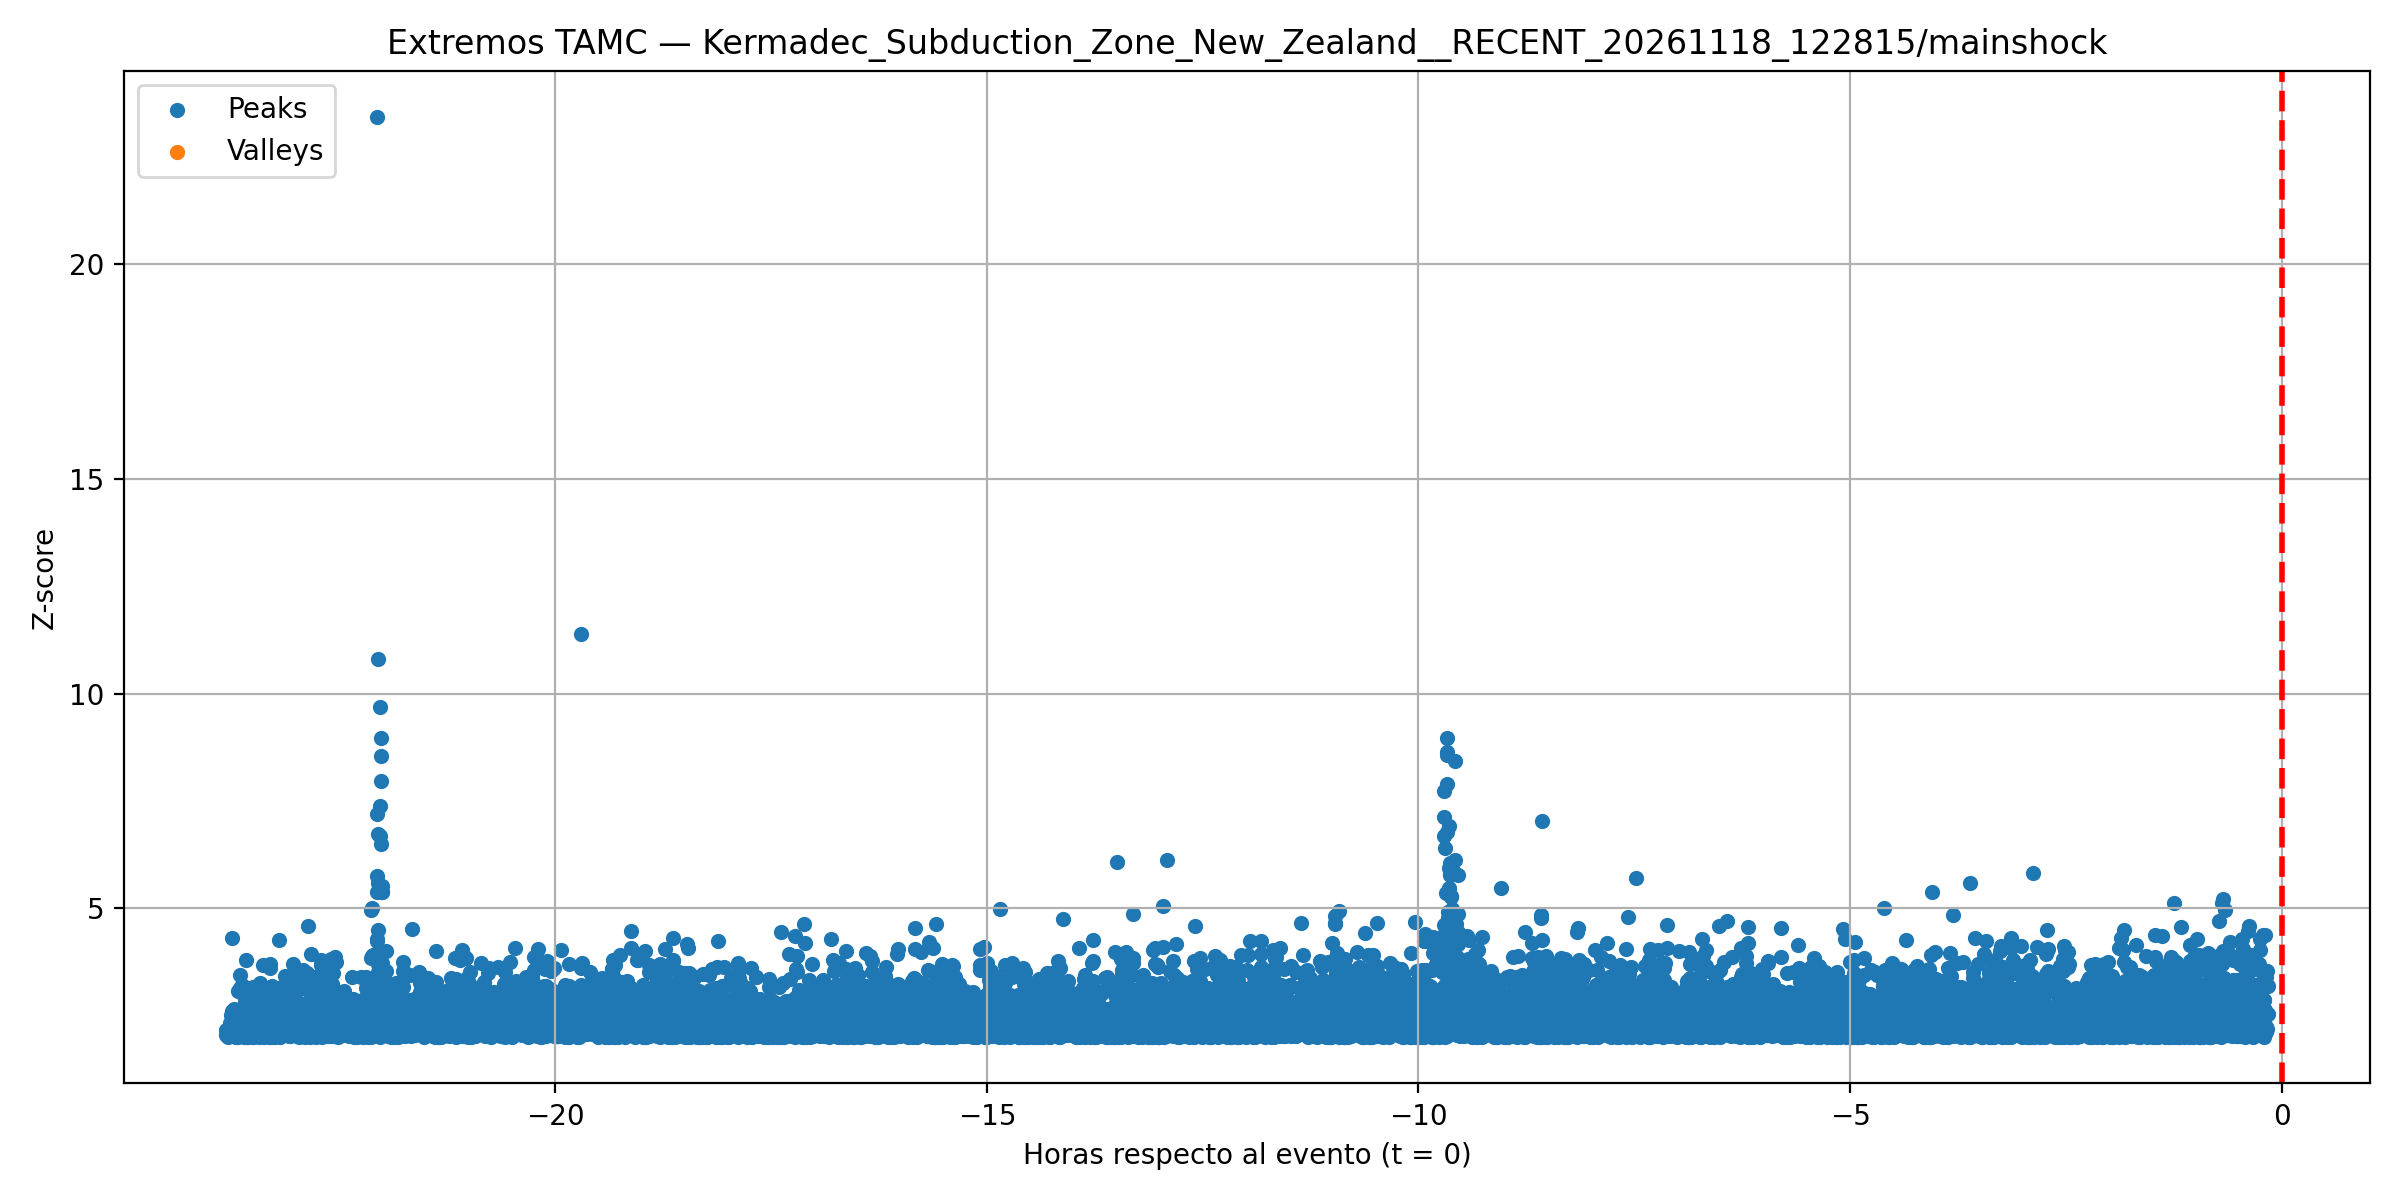 Extremos TAMC — Kermadec_Subduction_Zone_New_Zealand__RECENT_20261118_122815/mainshock
Peaks
Valleys
20
15
10
5
Z-score
−20
−15
−10
−5
0
Horas respecto al evento (t = 0)